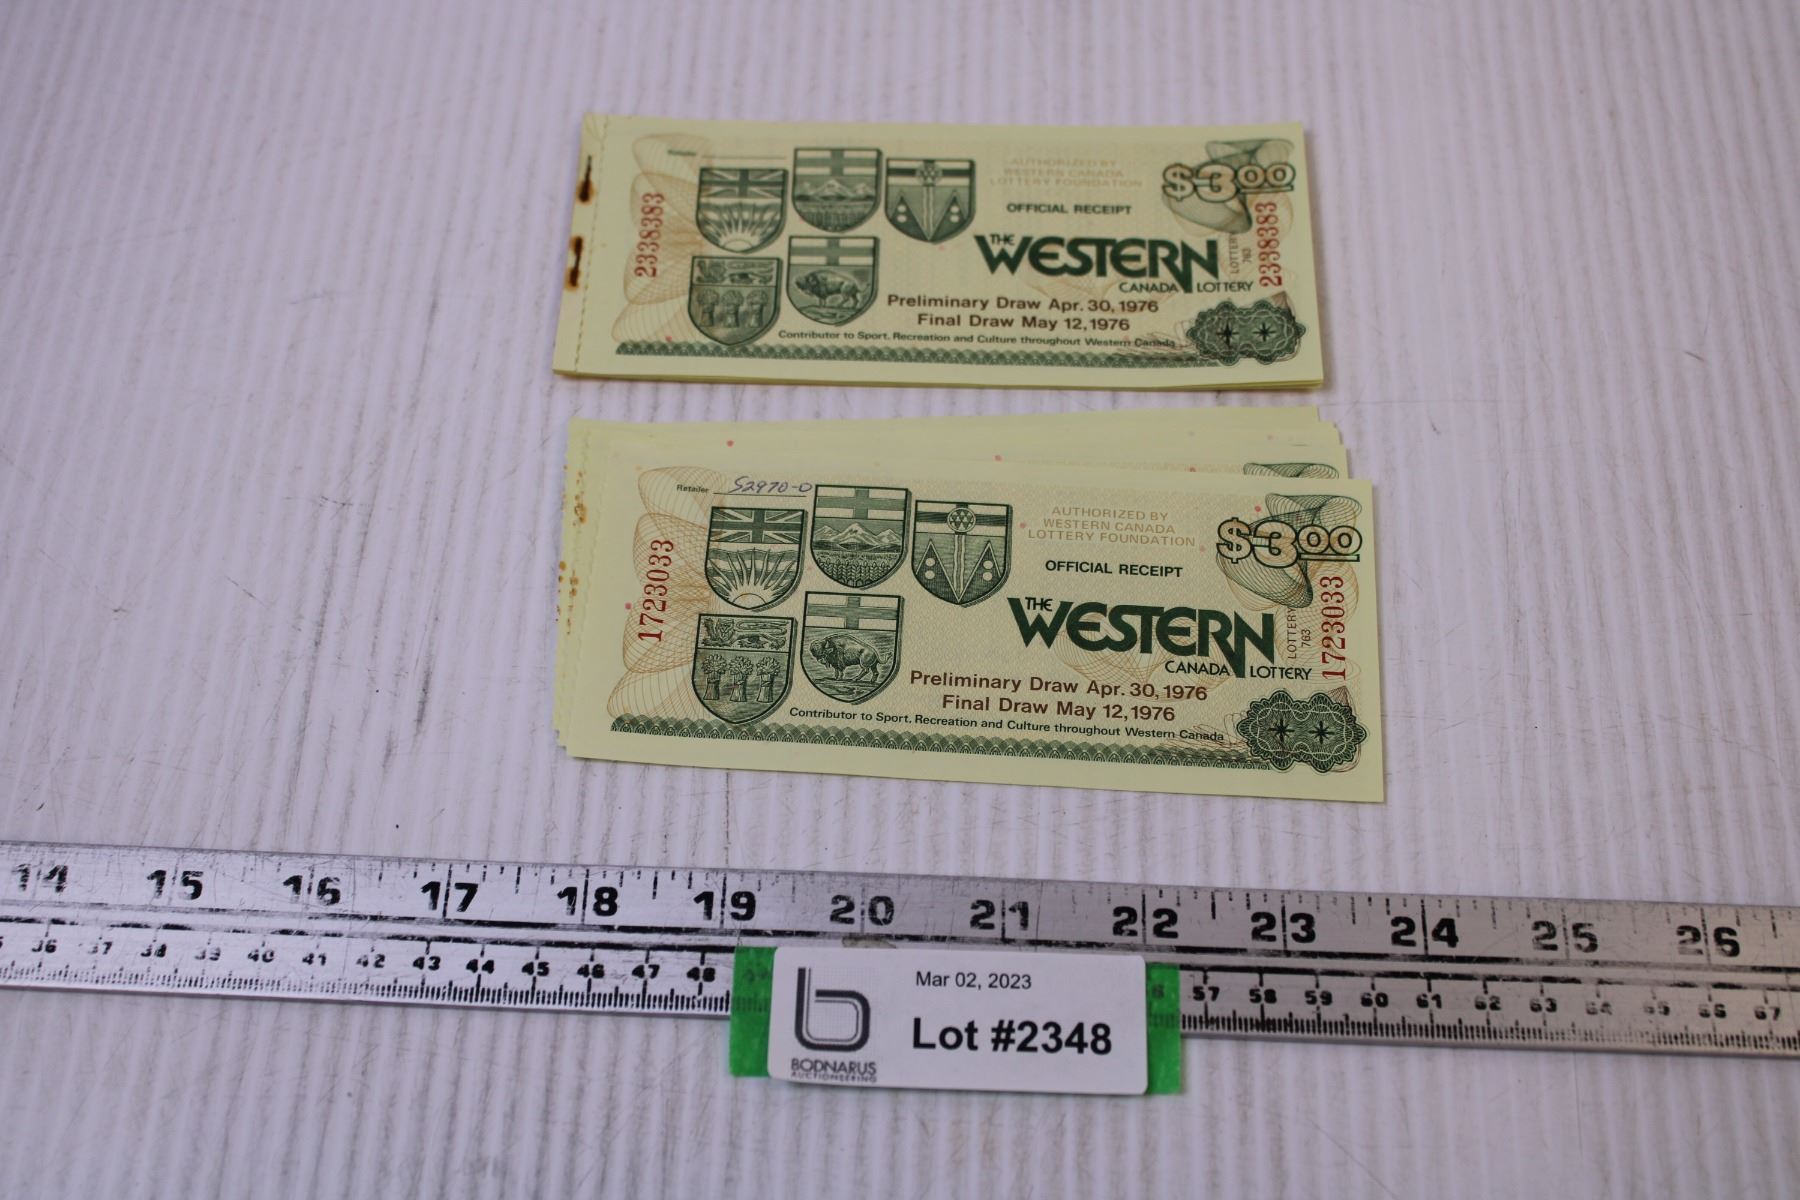 Retailer
AUTHORIZED BY
WESTERN CANADA
LOTTERY FOUNDATION
$3.00
OFFICIAL RECEIPT
2338383
2338383
THE
WESTERN
CANADA LOTTERY
LOTTERY
763
Preliminary Draw Apr. 30, 1976
Final Draw May 12, 1976
Contributor to Sport, Recreation and Culture throughout Western Canada
Retailer S2970-0
AUTHORIZED BY
WESTERN CANADA
LOTTERY FOUNDATION
$3.00
OFFICIAL RECEIPT
1723033
1723033
THE
WESTERN
CANADA LOTTERY
LOTTERY
763
Preliminary Draw Apr. 30, 1976
Final Draw May 12, 1976
Contributor to Sport, Recreation and Culture throughout Western Canada
14 15 16 17 18 19 20 21 22 23 24 25 26
36 37 38 39 40 41 42 43 44 45 46 47 48 57 58 59 60 61 62 63 64 65 66 67
Mar 02, 2023
Lot #2348
b
BODNARUS
AUCTIONEERING